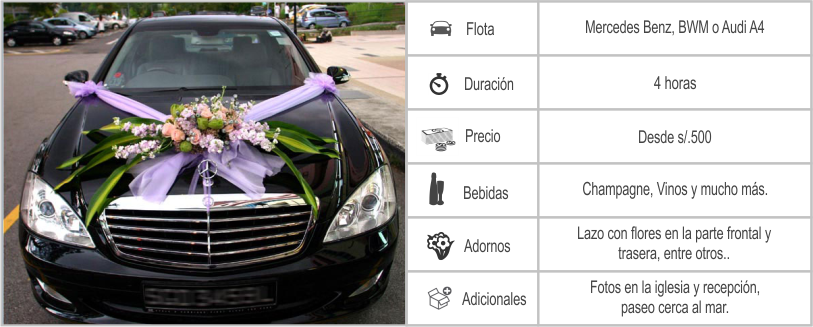 Flota
Mercedes Benz, BWM o Audi A4
Duración
4 horas
Precio
Desde s/.500
Bebidas
Champagne, Vinos y mucho más.
Adornos
Lazo con flores en la parte frontal y
trasera, entre otros..
Adicionales
Fotos en la iglesia y recepción,
paseo cerca al mar.